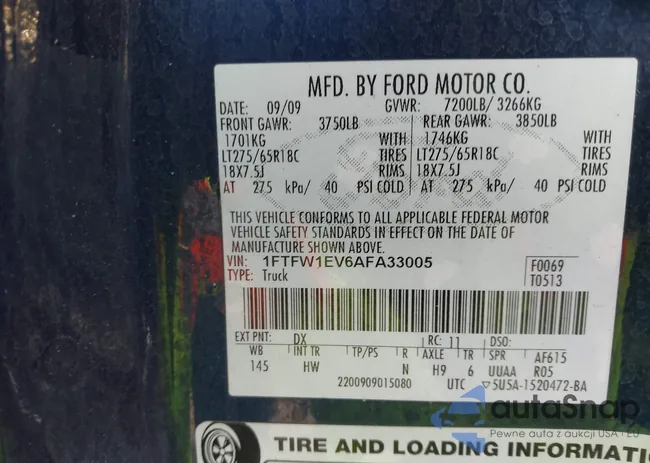 MFD. BY FORD MOTOR CO.
DATE: 09/09 GVWR: 7200LB/ 3266KG
FRONT GAWR: 3750LB REAR GAWR: 3850LB
1701KG WITH 1746KG WITH
LT275/65R18C TIRES LT275/65R18C TIRES
18X7.5J RIMS 18X7.5J RIMS
AT 275 kPa/ 40 PSI COLD AT 275 kPa/ 40 PSI COLD
THIS VEHICLE CONFORMS TO ALL APPLICABLE FEDERAL MOTOR
VEHICLE SAFETY STANDARDS IN EFFECT ON THE DATE OF
MANUFACTURE SHOWN ABOVE.
VIN: 1FTFW1EV6AFA33005 F0069
TYPE: Truck T0513
EXT PNT: DX RC: 11 DSO:
WB INT TR TP/PS R AXLE TR SPR AF615
145 HW N H9 6 UUAA R05
2200909015080 UTC ▽5U5A-1520472-BA
autoSnap
Pewne auta z aukcji USA i EU
TIRE AND LOADING INFORMATI